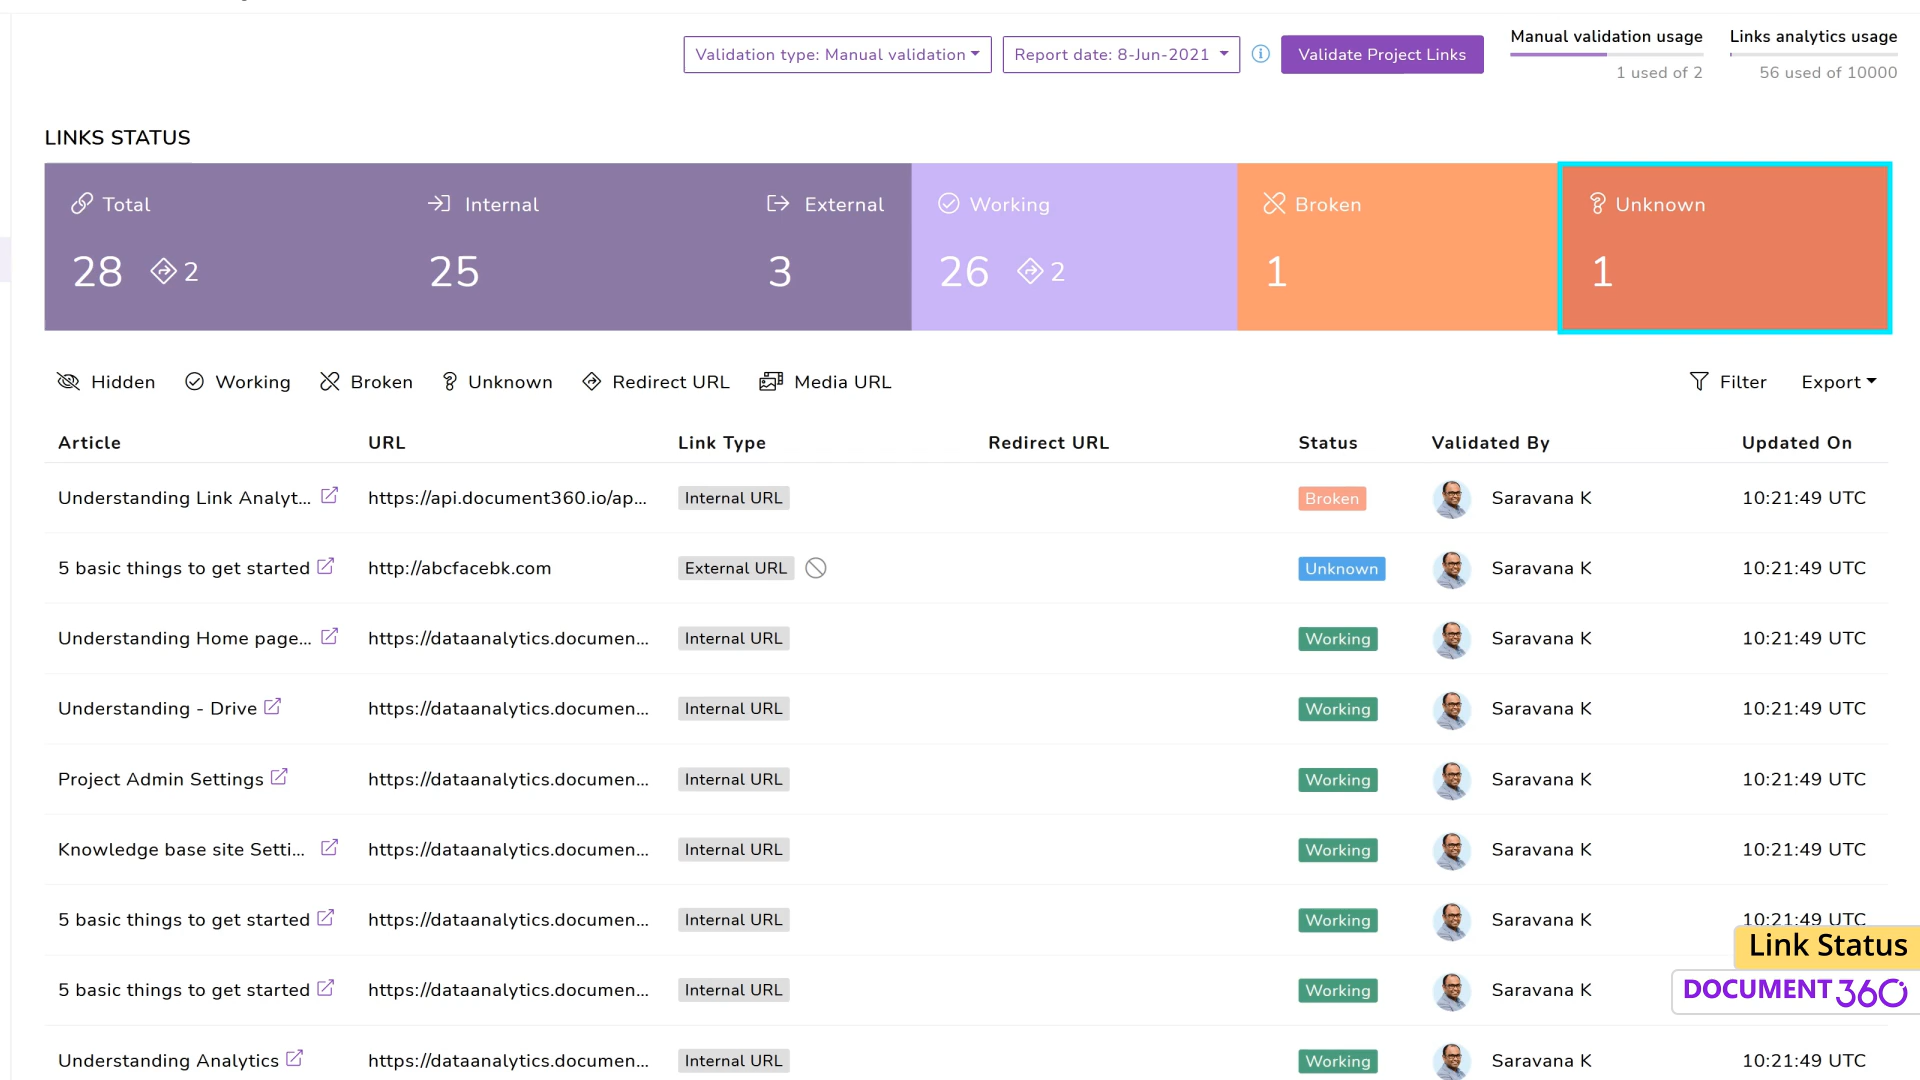 Validation type: Manual validation
Report date: 8-Jun-2021
Validate Project Links
Manual validation usage
1 used of 2
Links analytics usage
56 used of 10000
LINKS STATUS
Total
28 2
Internal
25
External
3
Working
26 2
Broken
1
Unknown
1
Hidden Working Broken Unknown Redirect URL Media URL Filter Export
Article URL Link Type Redirect URL Status Validated By Updated On
Understanding Link Analyt... https://api.document360.io/ap... Internal URL Broken Saravana K 10:21:49 UTC
5 basic things to get started http://abcfacebk.com External URL Unknown Saravana K 10:21:49 UTC
Understanding Home page... https://dataanalytics.documen... Internal URL Working Saravana K 10:21:49 UTC
Understanding - Drive https://dataanalytics.documen... Internal URL Working Saravana K 10:21:49 UTC
Project Admin Settings https://dataanalytics.documen... Internal URL Working Saravana K 10:21:49 UTC
Knowledge base site Setti... https://dataanalytics.documen... Internal URL Working Saravana K 10:21:49 UTC
5 basic things to get started https://dataanalytics.documen... Internal URL Working Saravana K 10:21:49 UTC
5 basic things to get started https://dataanalytics.documen... Internal URL Working Saravana K
Understanding Analytics https://dataanalytics.documen... Internal URL Working Saravana K 10:21:49 UTC
Link Status
DOCUMENT360